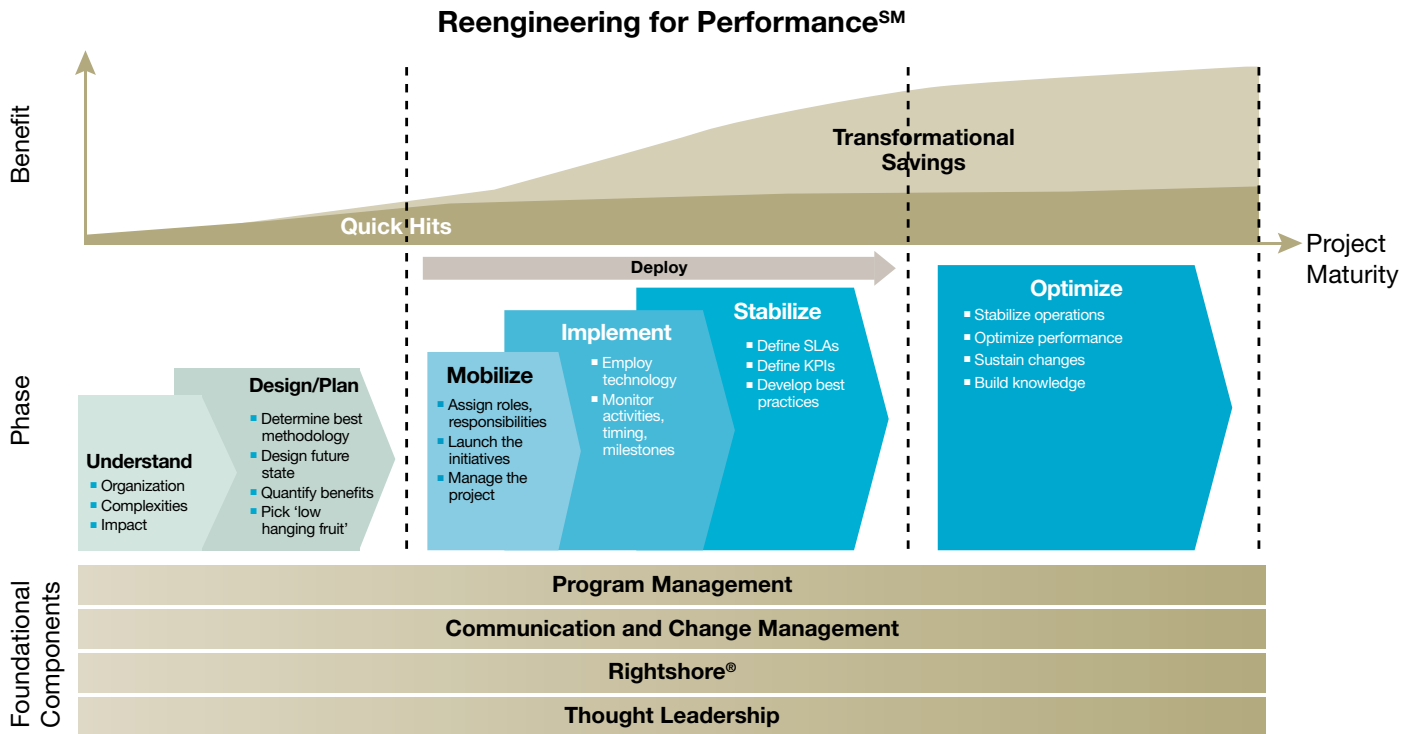 Reengineering for Performance℠
Benefit
Transformational
Savings
Quick Hits
Project
Maturity
Deploy
Phase
Understand
▪ Organization
▪ Complexities
▪ Impact
Design/Plan
▪ Determine best
methodology
▪ Design future
state
▪ Quantify benefits
▪ Pick ‘low
hanging fruit’
Mobilize
▪ Assign roles,
responsibilities
▪ Launch the
initiatives
▪ Manage the
project
Implement
▪ Employ
technology
▪ Monitor
activities,
timing,
milestones
Stabilize
▪ Define SLAs
▪ Define KPIs
▪ Develop best
practices
Optimize
▪ Stabilize operations
▪ Optimize performance
▪ Sustain changes
▪ Build knowledge
Foundational
Components
Program Management
Communication and Change Management
Rightshore®
Thought Leadership